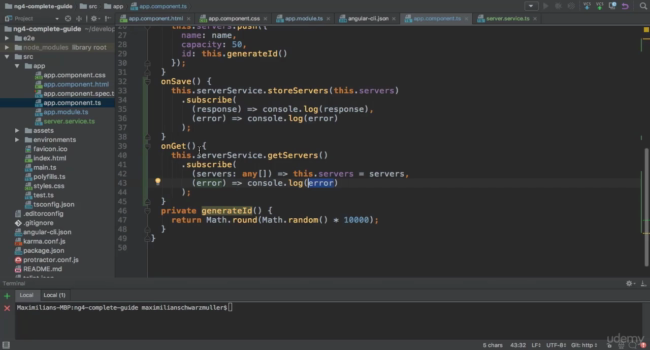 ng4-complete-guide
src
app
app.component.ts
Project
app.component.html
app.component.css
app.module.ts
angular-cli.json
app.component.ts
server.service.ts
ng4-complete-guide ~/develop
e2e
node_modules library root
src
app
app.component.css
app.component.html
app.component.spec.t
app.component.ts
app.module.ts
server.service.ts
assets
environments
favicon.ico
index.html
main.ts
polyfills.ts
styles.css
test.ts
tsconfig.json
.editorconfig
.gitignore
angular-cli.json
karma.conf.js
package.json
protractor.conf.js
README.md
27 name: name,
28 capacity: 50,
29 id: this.generateId()
30 });
31 }
32 onSave() {
33 this.serverService.storeServers(this.servers)
34 .subscribe(
35 (response) => console.log(response),
36 (error) => console.log(error)
37 );
38 }
39 onGet() {
40 this.serverService.getServers()
41 .subscribe(
42 (servers: any[]) => this.servers = servers,
43 (error) => console.log(error)
44 );
45 }
46 private generateId() {
47 return Math.round(Math.random() * 10000);
48 }
49 }
50
Terminal
Local
Local (1)
Maximilians-MBP:ng4-complete-guide maximilianschwarzmuller$
udemy
5 chars
43:32
LF
UTF-8
Git: http